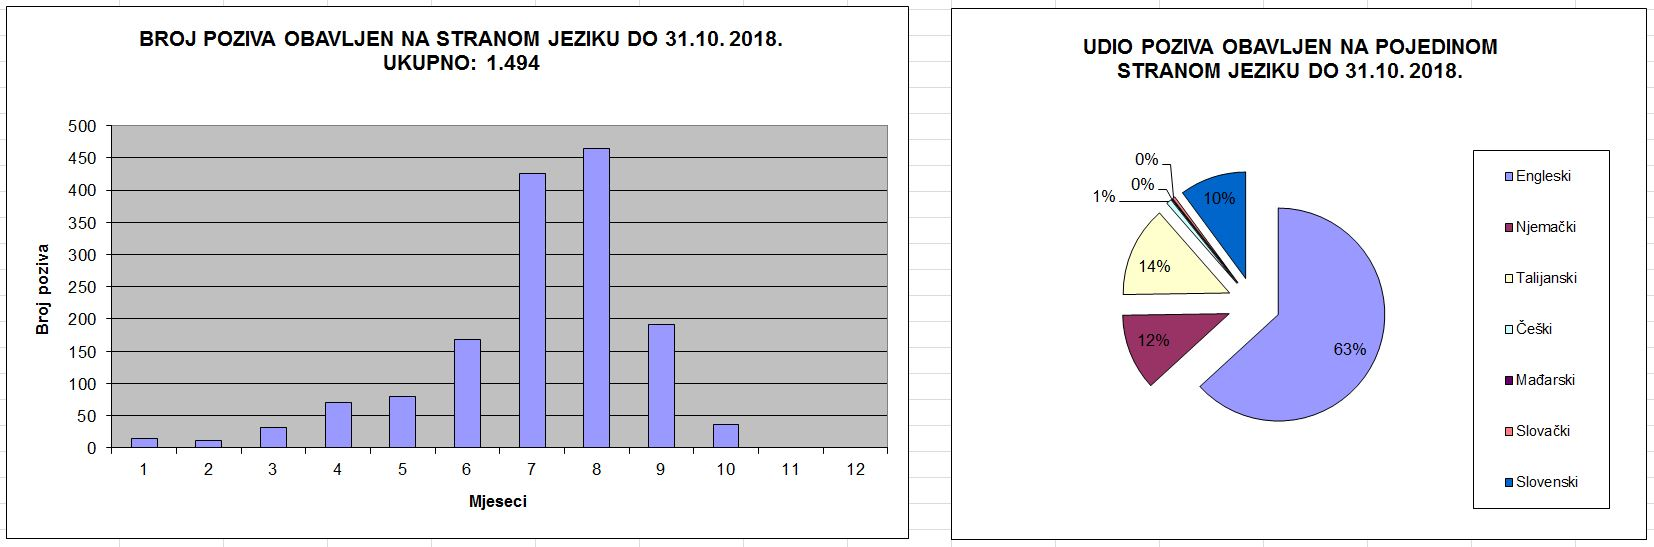 BROJ POZIVA OBAVLJEN NA STRANOM JEZIKU DO 31.10. 2018.
UKUPNO: 1.494
500
450
400
350
300
250
200
150
100
50
0
Broj poziva
1 2 3 4 5 6 7 8 9 10 11 12
Mjeseci
UDIO POZIVA OBAVLJEN NA POJEDINOM
STRANOM JEZIKU DO 31.10. 2018.
0%
0%
1%
10%
14%
12%
63%
Engleski
Njemački
Talijanski
Češki
Mađarski
Slovački
Slovenski